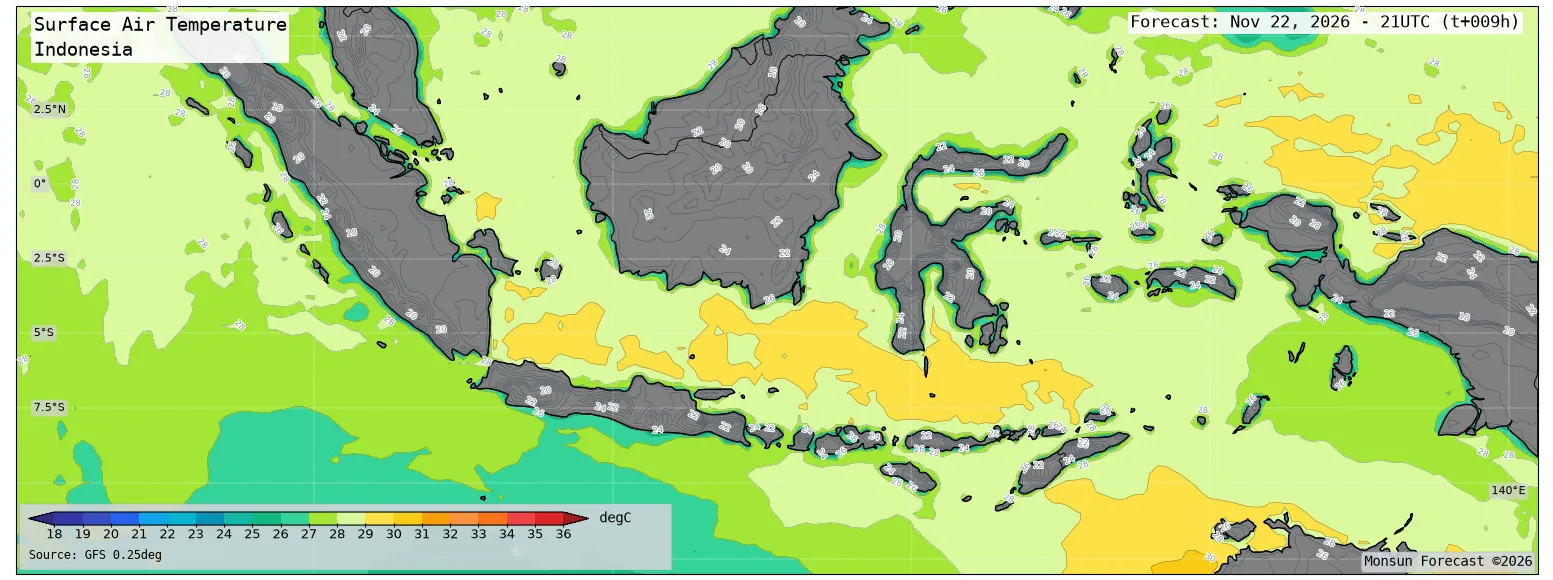 Surface Air Temperature
Indonesia
Forecast: Nov 22, 2026 - 21UTC (t+009h)
2.5°N
0°
2.5°S
5°S
7.5°S
140°E
degC
18 19 20 21 22 23 24 25 26 27 28 29 30 31 32 33 34 35 36
Source: GFS 0.25deg
Monsun Forecast ©2026